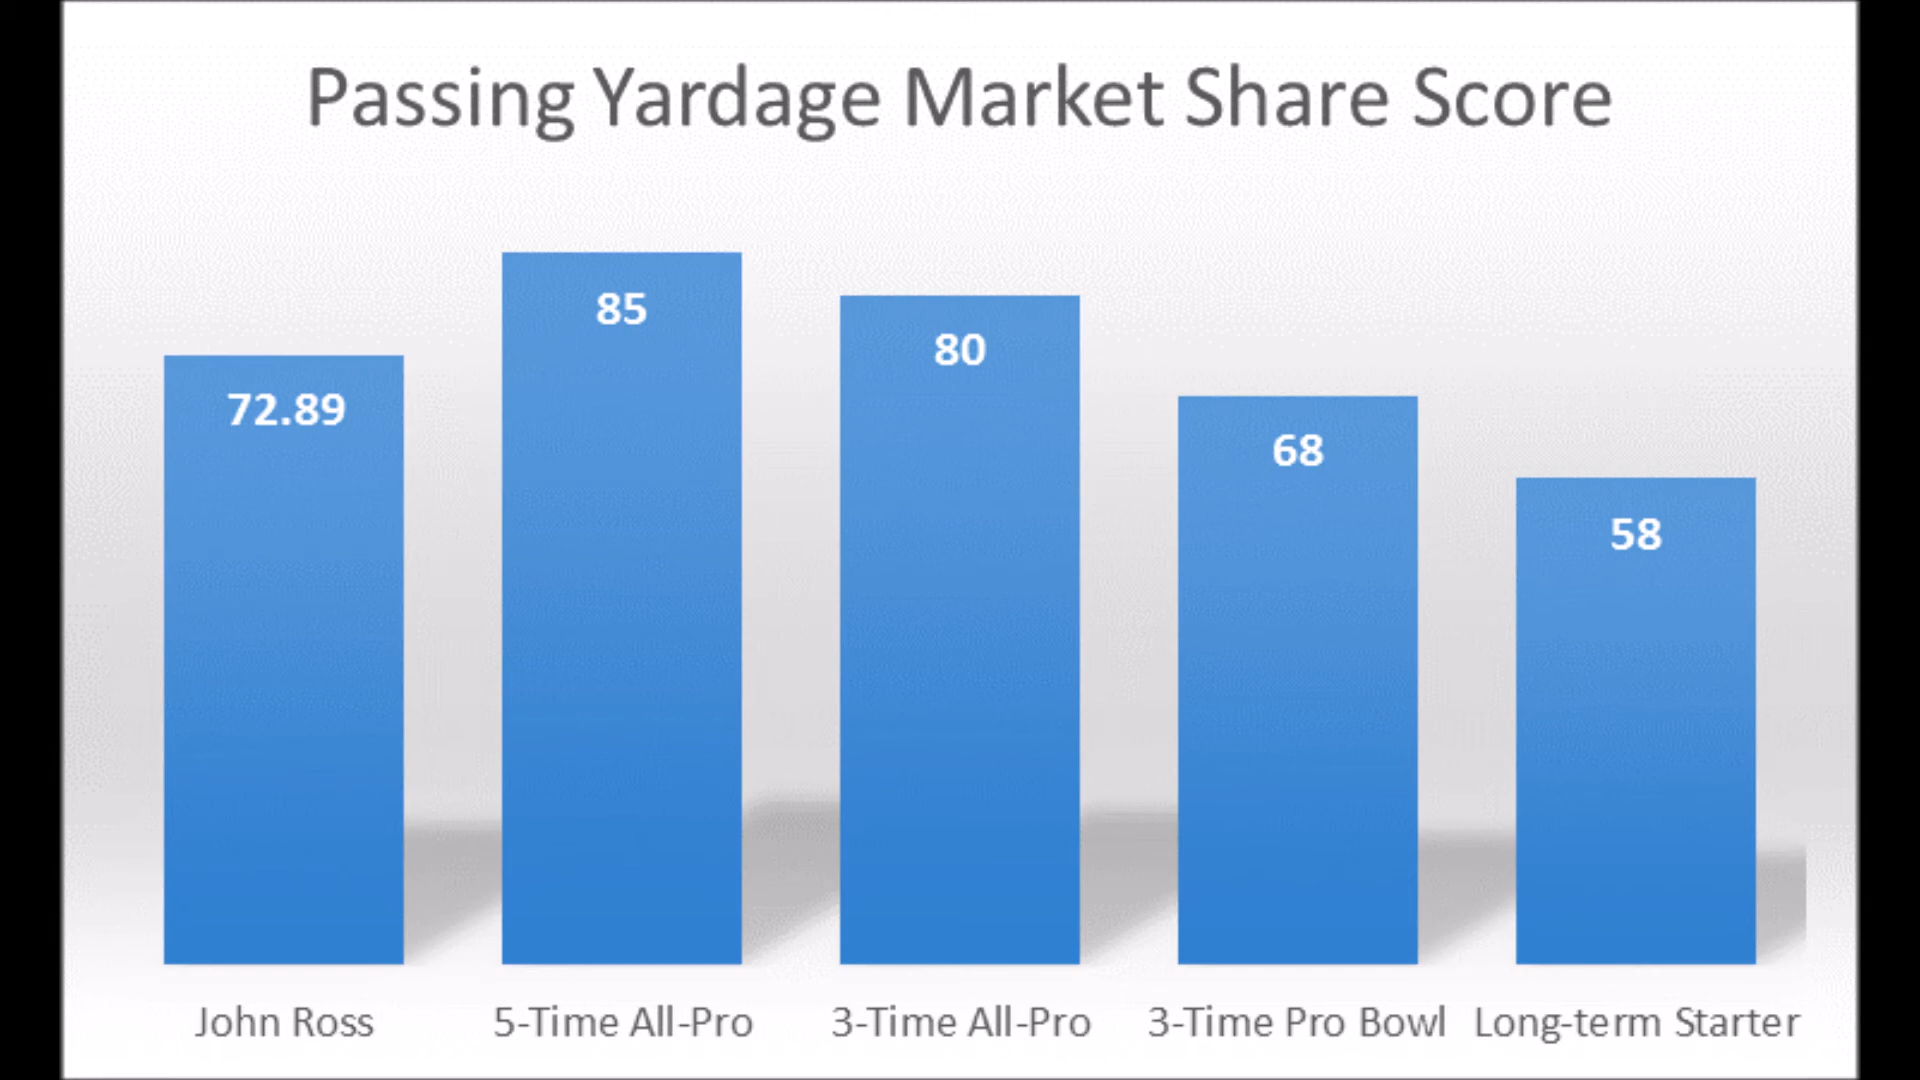 Passing Yardage Market Share Score
85
80
72.89
68
58
John Ross 5-Time All-Pro 3-Time All-Pro 3-Time Pro Bowl Long-term Starter